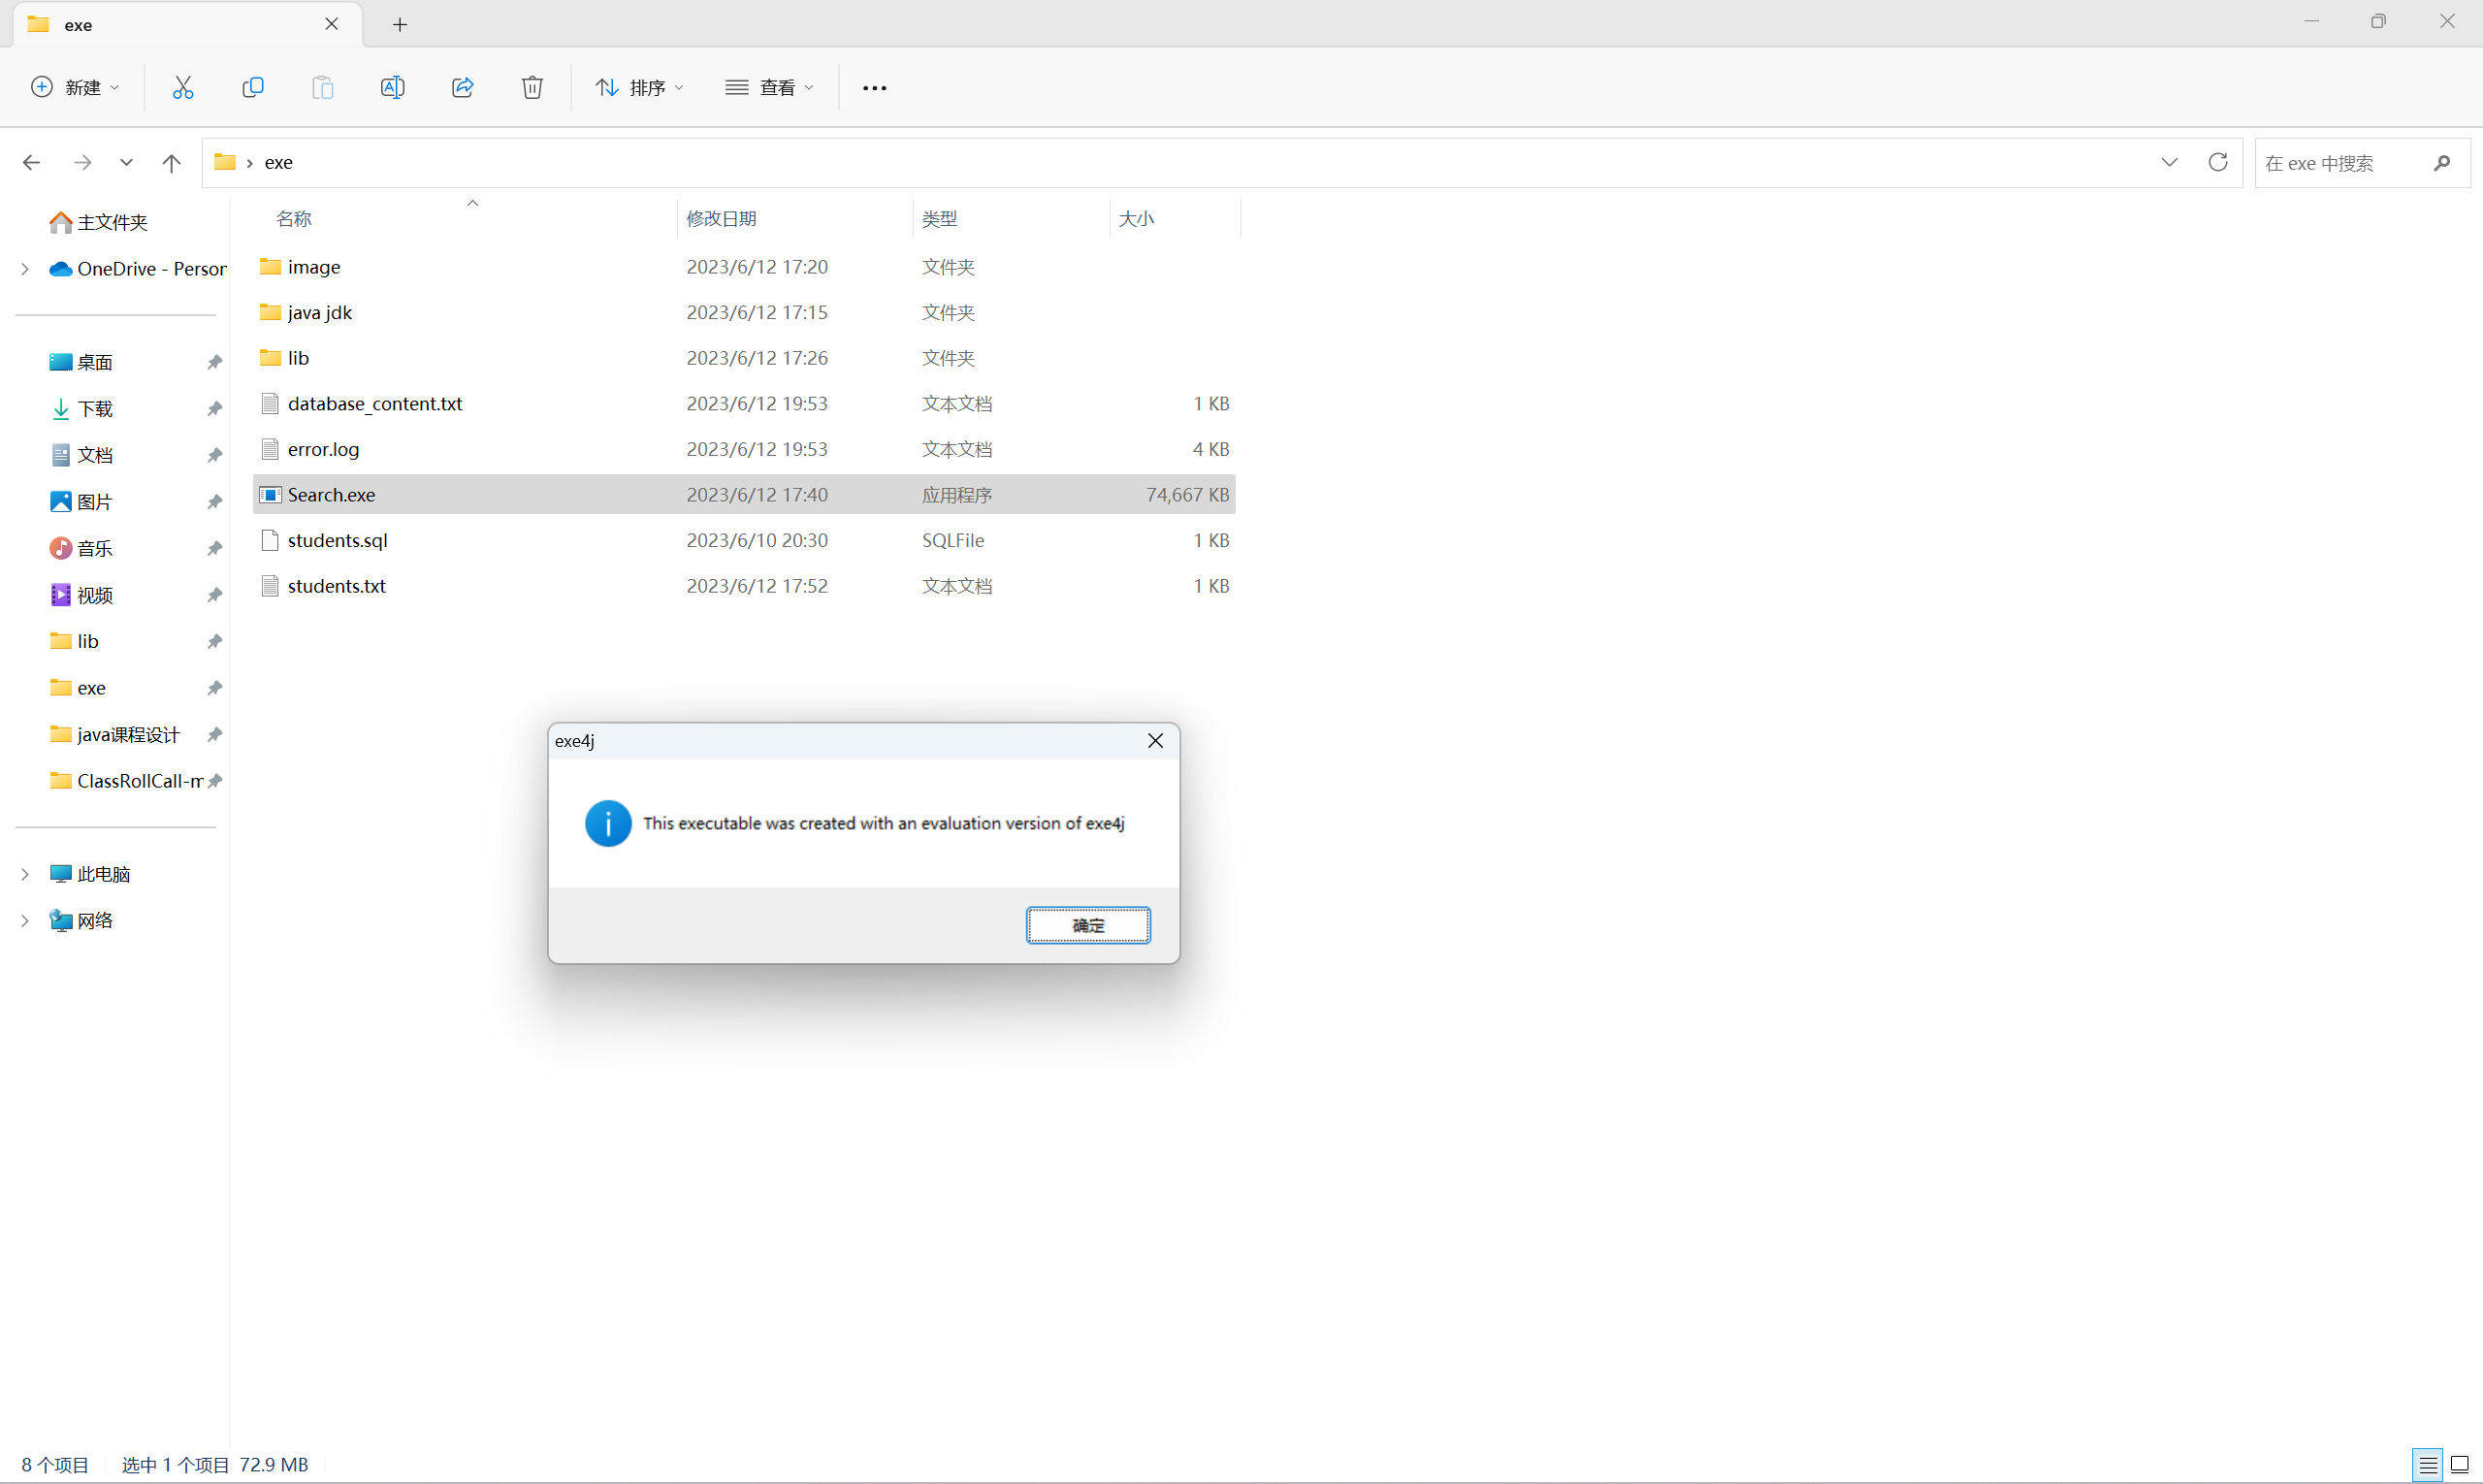 exe
新建
排序
查看
exe
在 exe 中搜索
主文件夹
OneDrive - Person
桌面
下载
文档
图片
音乐
视频
lib
exe
java课程设计
ClassRollCall-m
此电脑
网络
名称 修改日期 类型 大小
image 2023/6/12 17:20 文件夹
java jdk 2023/6/12 17:15 文件夹
lib 2023/6/12 17:26 文件夹
database_content.txt 2023/6/12 19:53 文本文档 1 KB
error.log 2023/6/12 19:53 文本文档 4 KB
Search.exe 2023/6/12 17:40 应用程序 74,667 KB
students.sql 2023/6/10 20:30 SQLFile 1 KB
students.txt 2023/6/12 17:52 文本文档 1 KB
exe4j
This executable was created with an evaluation version of exe4j
确定
8 个项目 选中 1 个项目 72.9 MB